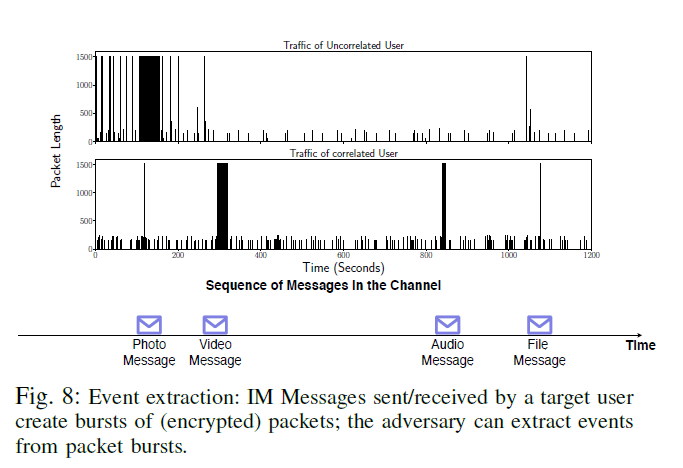 Traffic of Uncorrelated User
1500
1000
500
0
Traffic of correlated User
1500
1000
500
0
Packet Length
0 200 400 600 800 1000 1200
Time (Seconds)
Sequence of Messages in the Channel
Photo Message
Video Message
Audio Message
File Message
Time
Fig. 8: Event extraction: IM Messages sent/received by a target user
create bursts of (encrypted) packets; the adversary can extract events
from packet bursts.